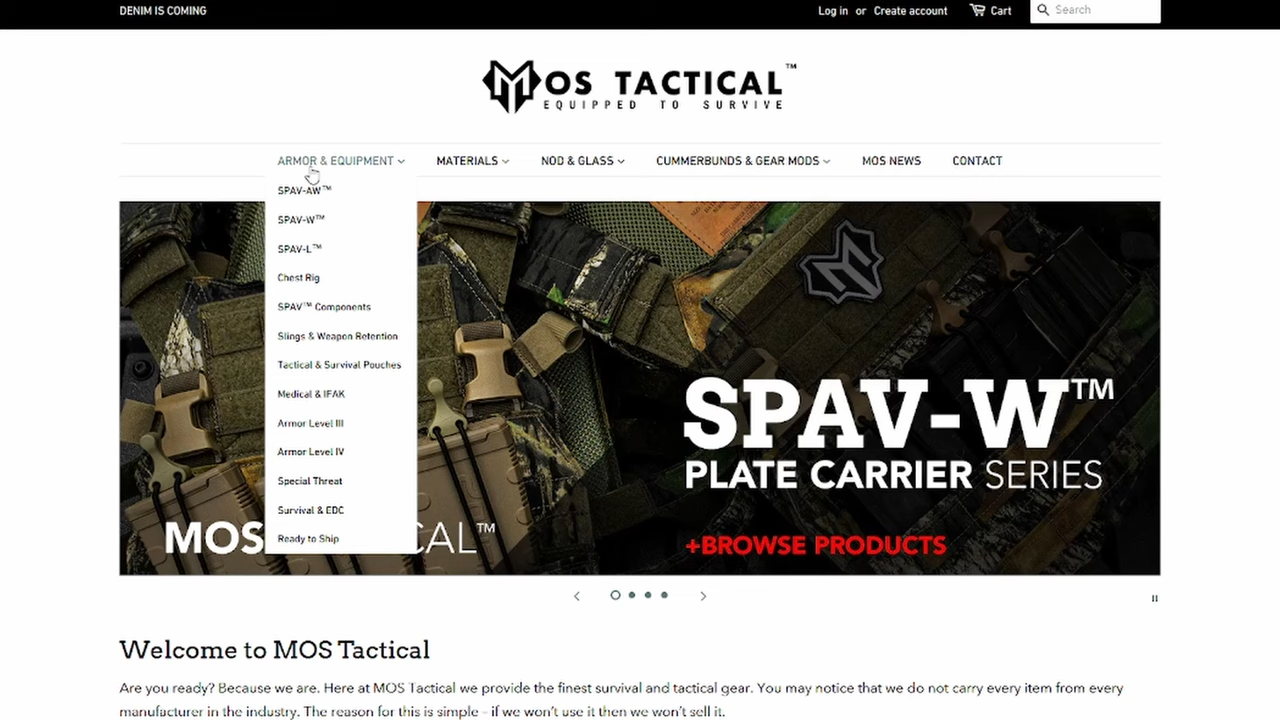 DENIM IS COMING
Log in or Create account Cart Search
MOS TACTICAL™
EQUIPPED TO SURVIVE
ARMOR & EQUIPMENT MATERIALS NOD & GLASS CUMMERBUNDS & GEAR MODS MOS NEWS CONTACT
SPAV-AW™
SPAV-W™
SPAV-L™
Chest Rig
SPAV™ Components
Slings & Weapon Retention
Tactical & Survival Pouches
Medical & IFAK
Armor Level III
Armor Level IV
Special Threat
Survival & EDC
Ready to Ship
SPAV-W™
PLATE CARRIER SERIES
MOS CAL™
+BROWSE PRODUCTS
Welcome to MOS Tactical
Are you ready? Because we are. Here at MOS Tactical we provide the finest survival and tactical gear. You may notice that we do not carry every item from every
manufacturer in the industry. The reason for this is simple - if we won't use it then we won't sell it.